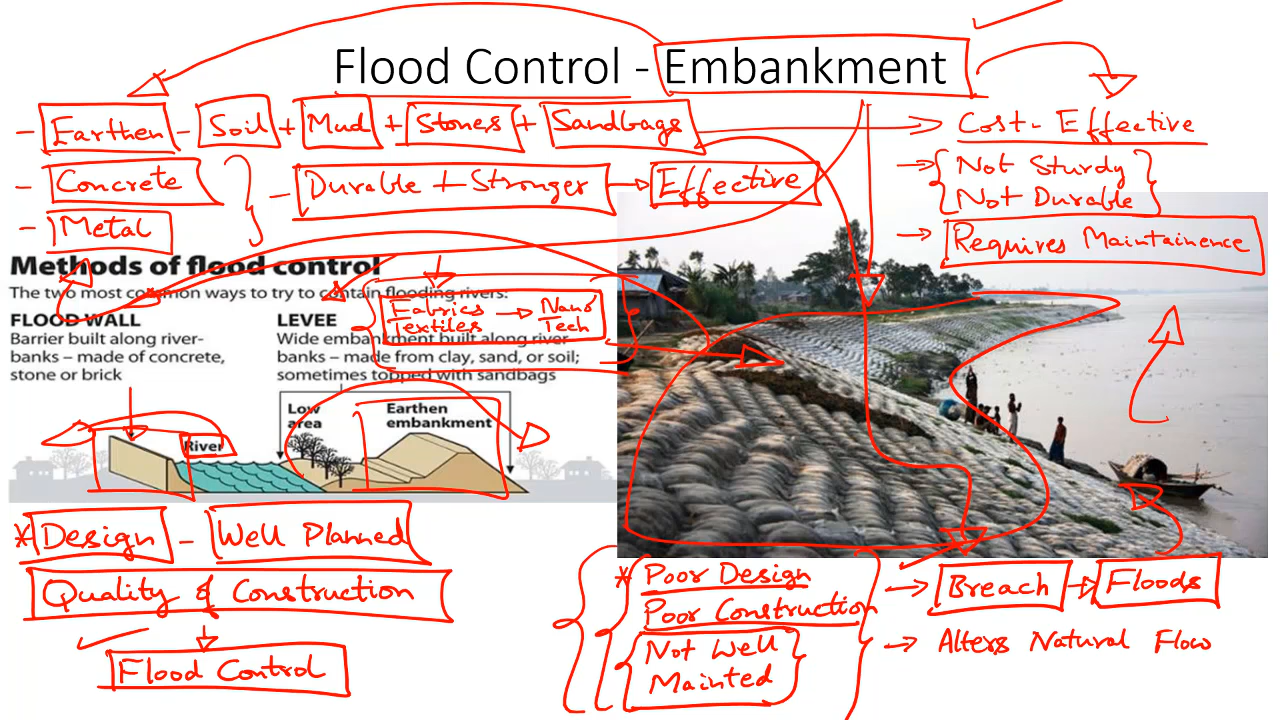 Flood Control - Embankment
- Earthen - Soil + Mud + Stones + Sandbags → Cost-Effective
- Concrete } - Durable + Stronger → Effective
- Metal
→ { Not Sturdy
Not Durable }
→ Requires Maintainence
Methods of flood control
The two most common ways to try to contain flooding rivers:
FLOOD WALL
Barrier built along river-
banks – made of concrete,
stone or brick
LEVEE
Wide embankment built along river-
banks – made from clay, sand, or soil;
sometimes topped with sandbags
Fabrics → Nano
Textiles Tech
Low
area
Earthen
embankment
River
* Design - Well Planned
Quality & Construction
Flood Control
* Poor Design
Poor Construction
Not Well
Mainted
→ Breach → Floods
→ Alters Natural Flow